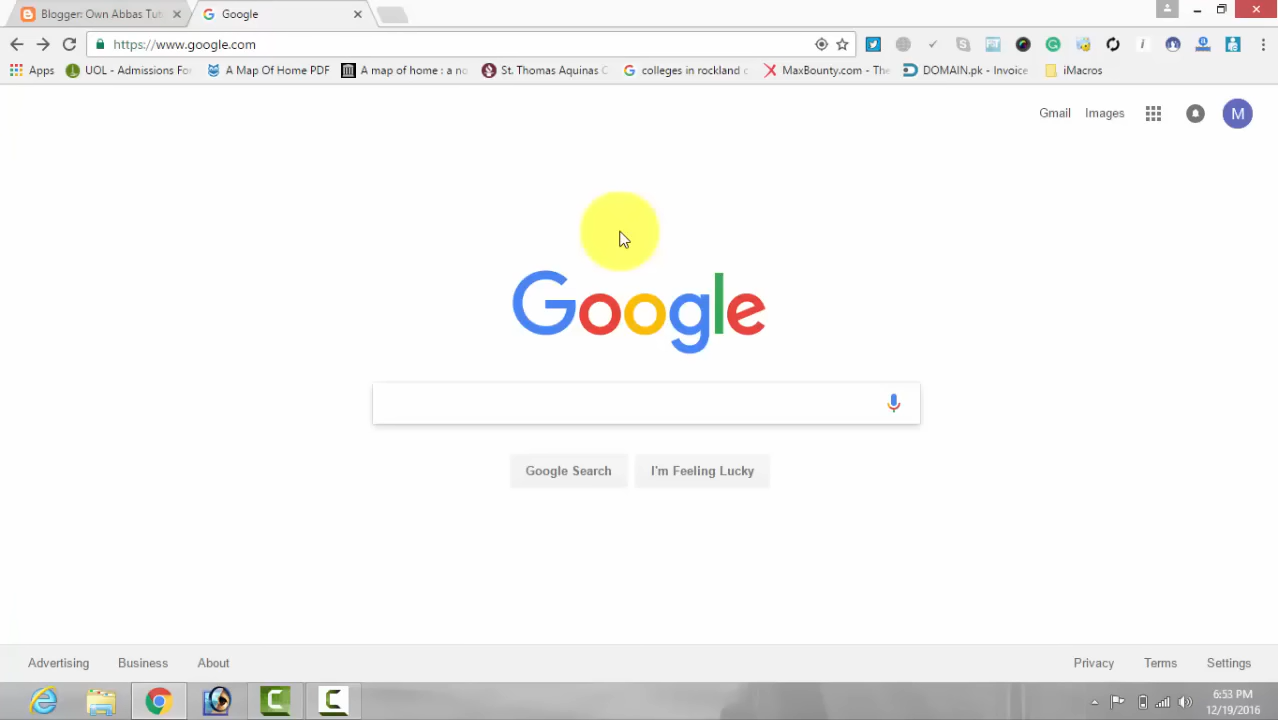 Blogger: Own Abbas Tut
Google
https://www.google.com
Apps
UOL - Admissions For
A Map Of Home PDF
A map of home : a no
St. Thomas Aquinas C
colleges in rockland c
MaxBounty.com - The
DOMAIN.pk - Invoice
iMacros
Gmail
Images
M
Google
Google Search
I'm Feeling Lucky
Advertising
Business
About
Privacy
Terms
Settings
6:53 PM
12/19/2016